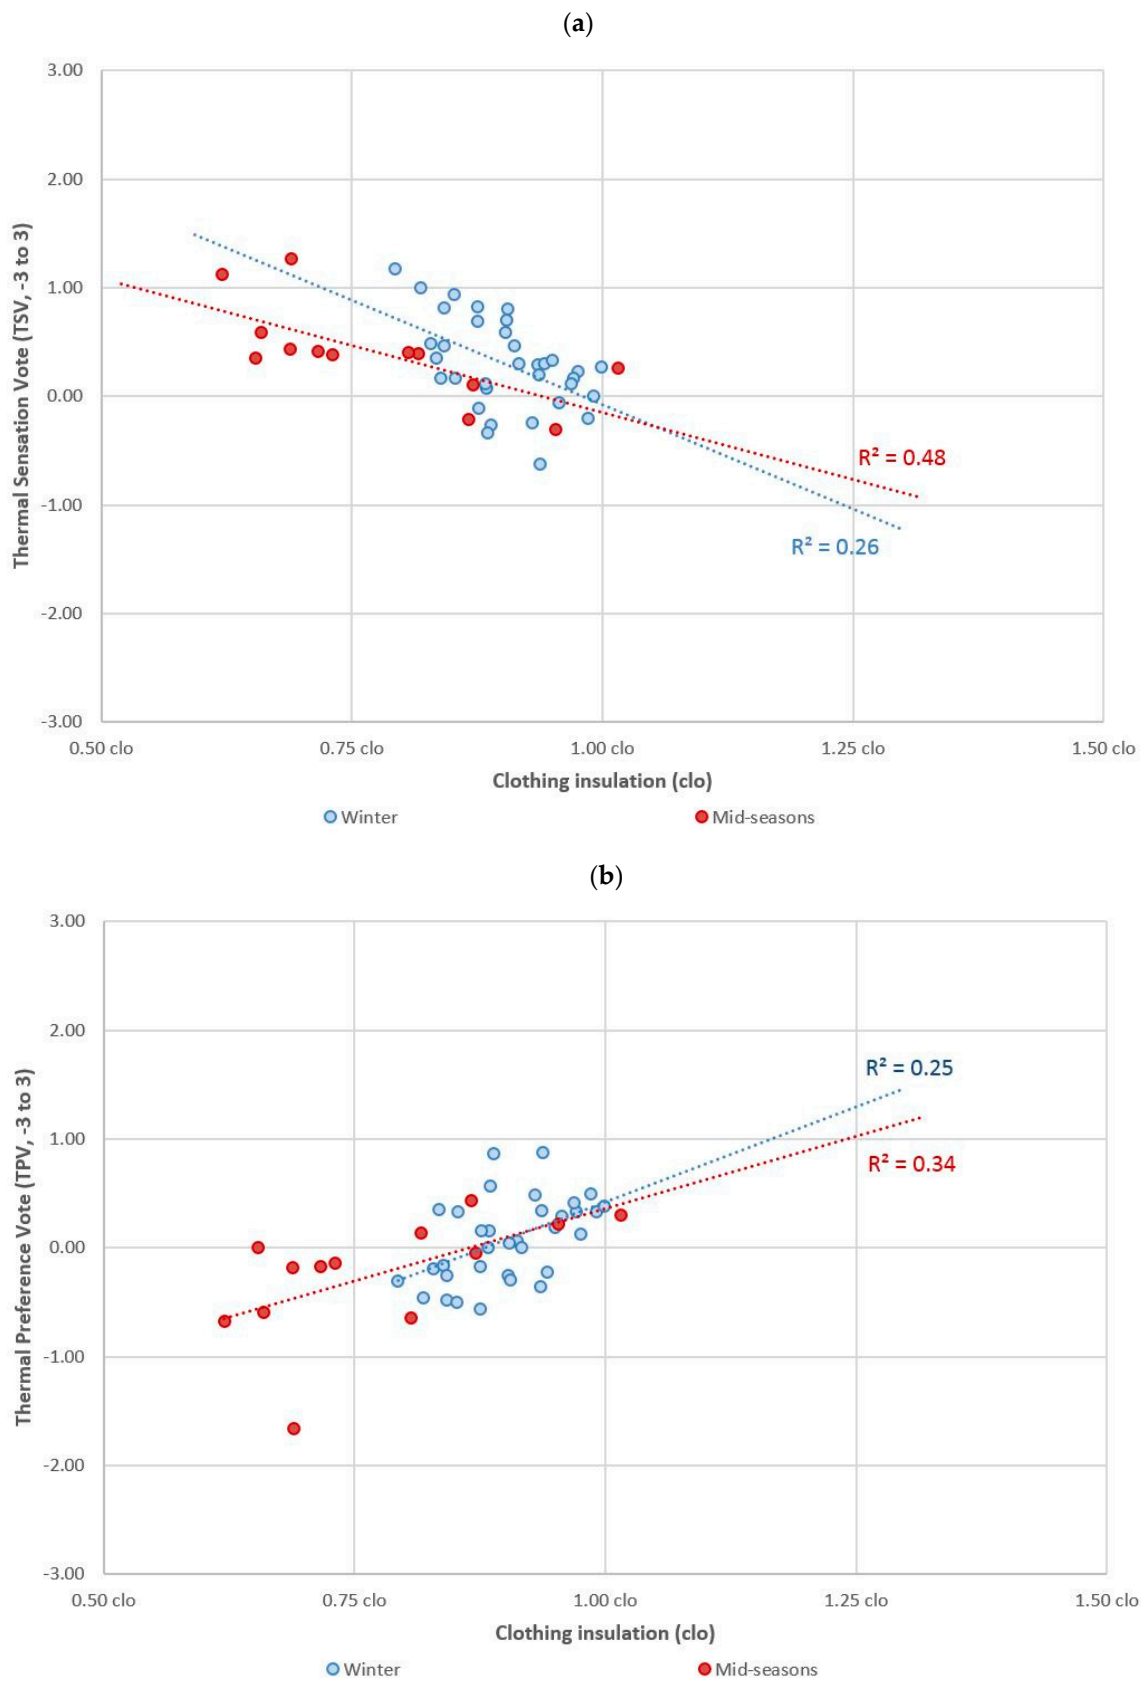 (a)
3.00
2.00
1.00
0.00
-1.00
-2.00
-3.00
Thermal Sensation Vote (TSV, -3 to 3)
R² = 0.48
R² = 0.26
0.50 clo 0.75 clo 1.00 clo 1.25 clo 1.50 clo
Clothing insulation (clo)
Winter Mid-seasons
(b)
3.00
2.00
1.00
0.00
-1.00
-2.00
-3.00
Thermal Preference Vote (TPV, -3 to 3)
R² = 0.25
R² = 0.34
0.50 clo 0.75 clo 1.00 clo 1.25 clo 1.50 clo
Clothing insulation (clo)
Winter Mid-seasons